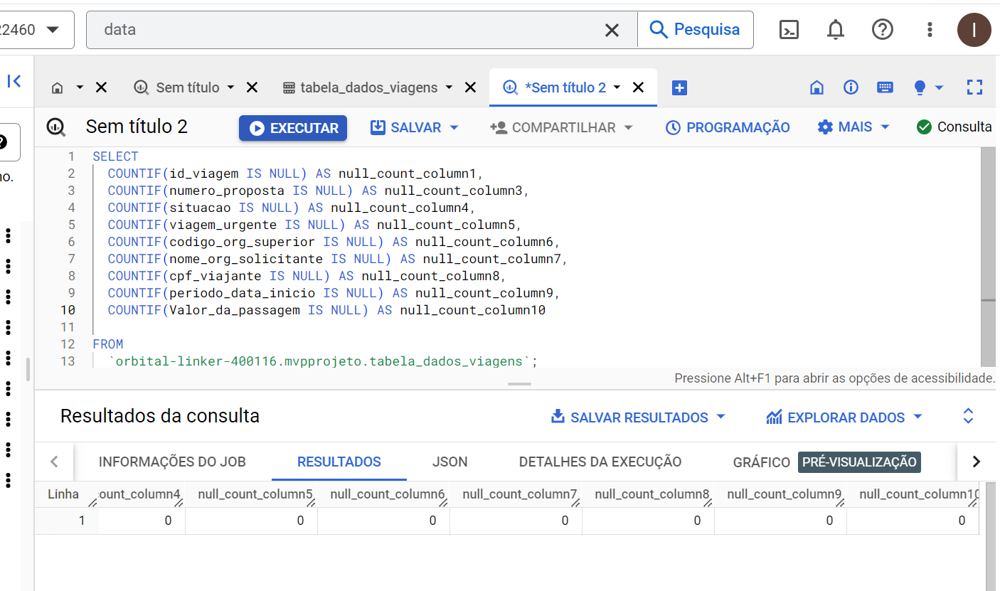 22460
data
Pesquisa
I
Sem título
tabela_dados_viagens
*Sem título 2
Sem título 2
EXECUTAR
SALVAR
COMPARTILHAR
PROGRAMAÇÃO
MAIS
Consulta
no.
1 SELECT
2 COUNTIF(id_viagem IS NULL) AS null_count_column1,
3 COUNTIF(numero_proposta IS NULL) AS null_count_column3,
4 COUNTIF(situacao IS NULL) AS null_count_column4,
5 COUNTIF(viagem_urgente IS NULL) AS null_count_column5,
6 COUNTIF(codigo_org_superior IS NULL) AS null_count_column6,
7 COUNTIF(nome_org_solicitante IS NULL) AS null_count_column7,
8 COUNTIF(cpf_viajante IS NULL) AS null_count_column8,
9 COUNTIF(periodo_data_inicio IS NULL) AS null_count_column9,
10 COUNTIF(Valor_da_passagem IS NULL) AS null_count_column10
11
12 FROM
13 `orbital-linker-400116.mvpprojeto.tabela_dados_viagens`;
Pressione Alt+F1 para abrir as opções de acessibilidade.
Resultados da consulta
SALVAR RESULTADOS
EXPLORAR DADOS
INFORMAÇÕES DO JOB
RESULTADOS
JSON
DETALHES DA EXECUÇÃO
GRÁFICO
PRÉ-VISUALIZAÇÃO
Linha ount_column4 null_count_column5 null_count_column6 null_count_column7 null_count_column8 null_count_column9 null_count_column10
1 0 0 0 0 0 0 0